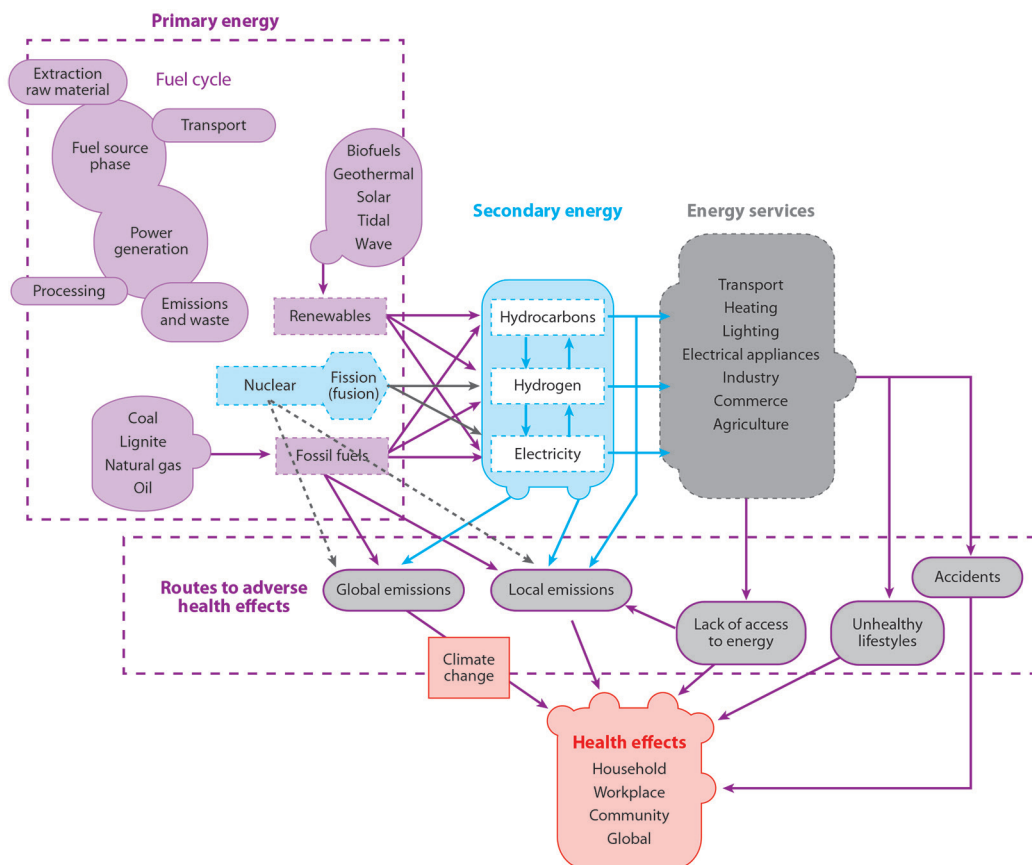 Primary energy
Extraction
raw material
Fuel cycle
Transport
Fuel source
phase
Power
generation
Processing
Emissions
and waste
Biofuels
Geothermal
Solar
Tidal
Wave
Renewables
Nuclear
Fission
(fusion)
Coal
Lignite
Natural gas
Oil
Fossil fuels
Secondary energy
Hydrocarbons
Hydrogen
Electricity
Energy services
Transport
Heating
Lighting
Electrical appliances
Industry
Commerce
Agriculture
Routes to adverse
health effects
Global emissions
Local emissions
Lack of access
to energy
Unhealthy
lifestyles
Accidents
Climate
change
Health effects
Household
Workplace
Community
Global